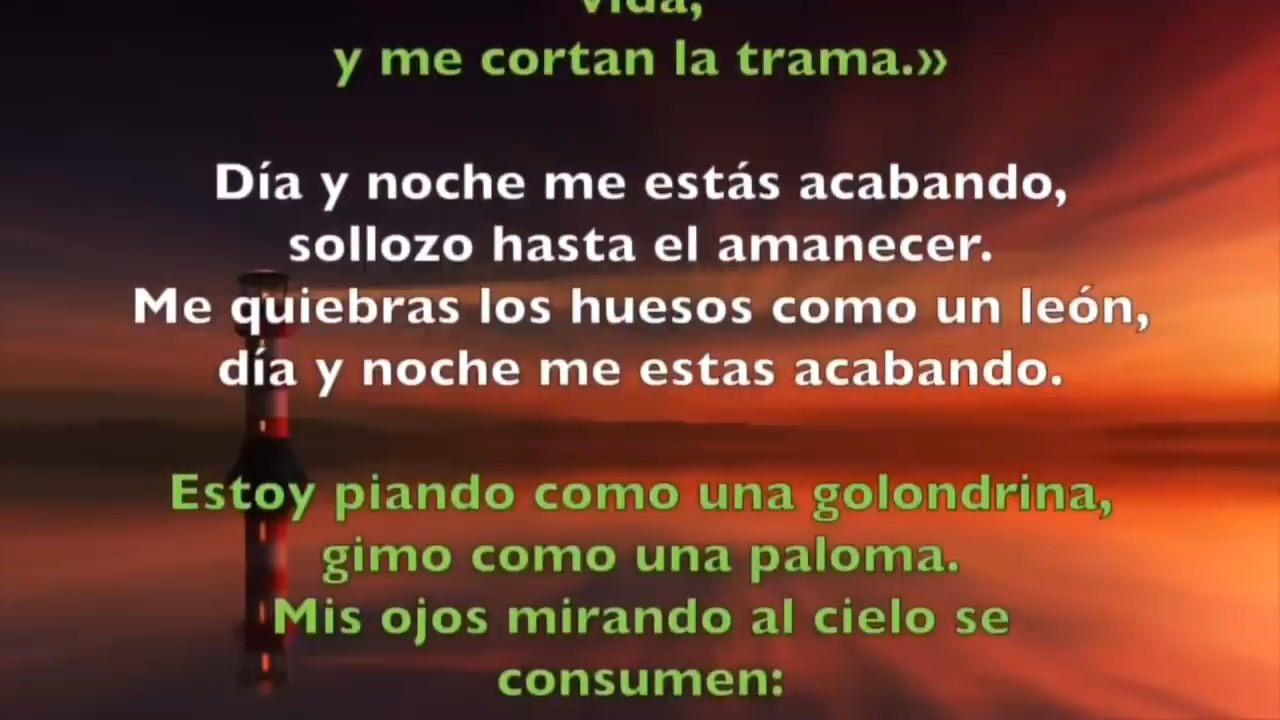 vida,
y me cortan la trama.»
Día y noche me estás acabando,
sollozo hasta el amanecer.
Me quiebras los huesos como un león,
día y noche me estas acabando.
Estoy piando como una golondrina,
gimo como una paloma.
Mis ojos mirando al cielo se
consumen: